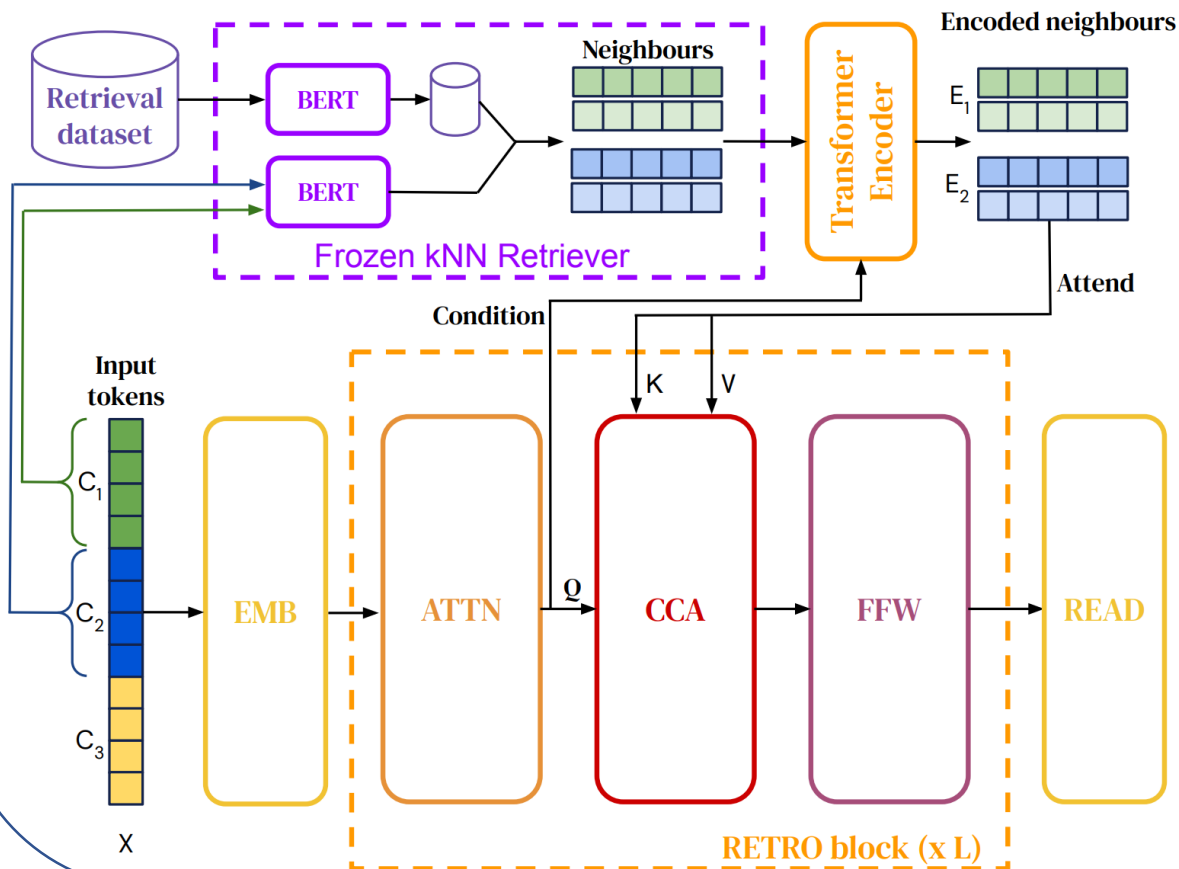 Retrieval
dataset
BERT
BERT
Neighbours
Frozen kNN Retriever
Transformer
Encoder
Encoded neighbours
E1
E2
Condition
Attend
Input
tokens
C1
C2
C3
X
EMB
ATTN
Q
K
V
CCA
FFW
READ
RETRO block (x L)